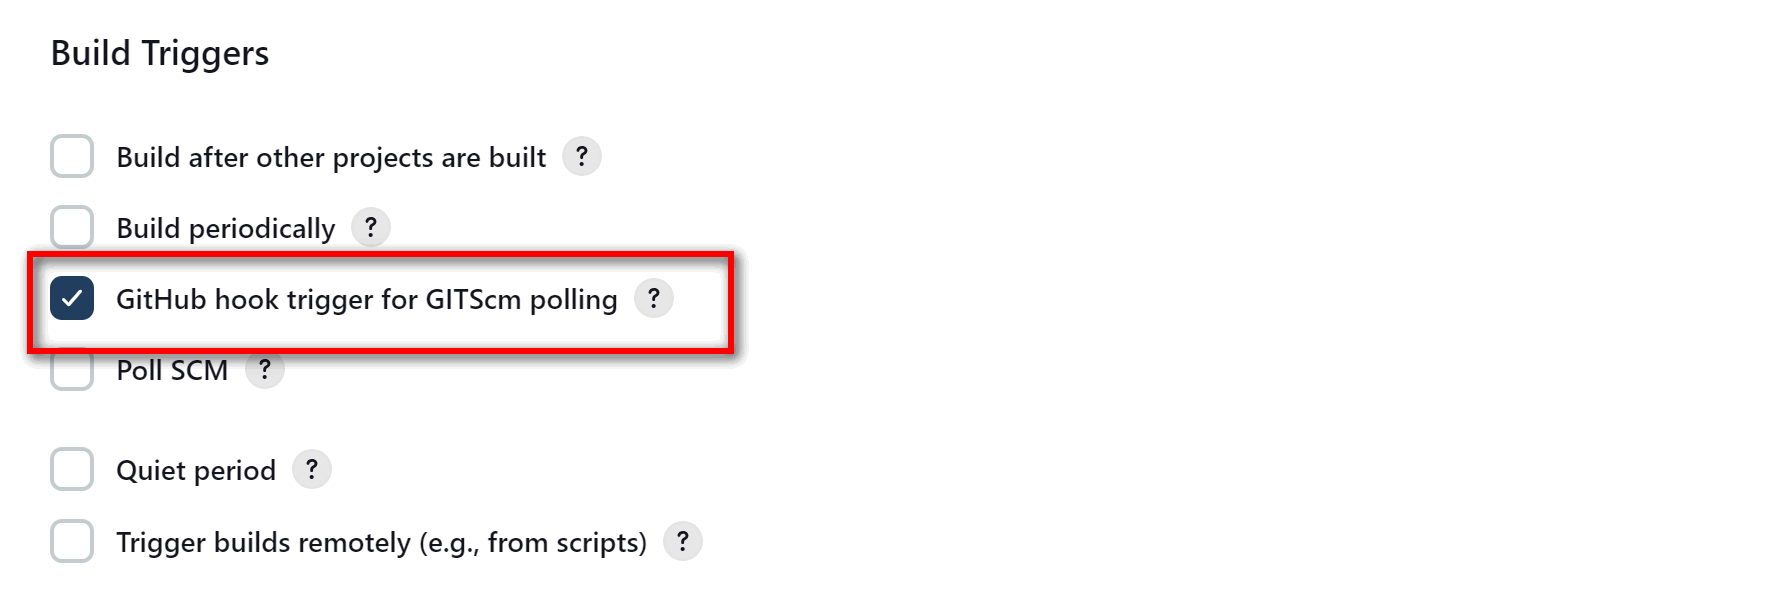 Build Triggers
Build after other projects are built ?
Build periodically ?
GitHub hook trigger for GITScm polling ?
Poll SCM ?
Quiet period ?
Trigger builds remotely (e.g., from scripts) ?